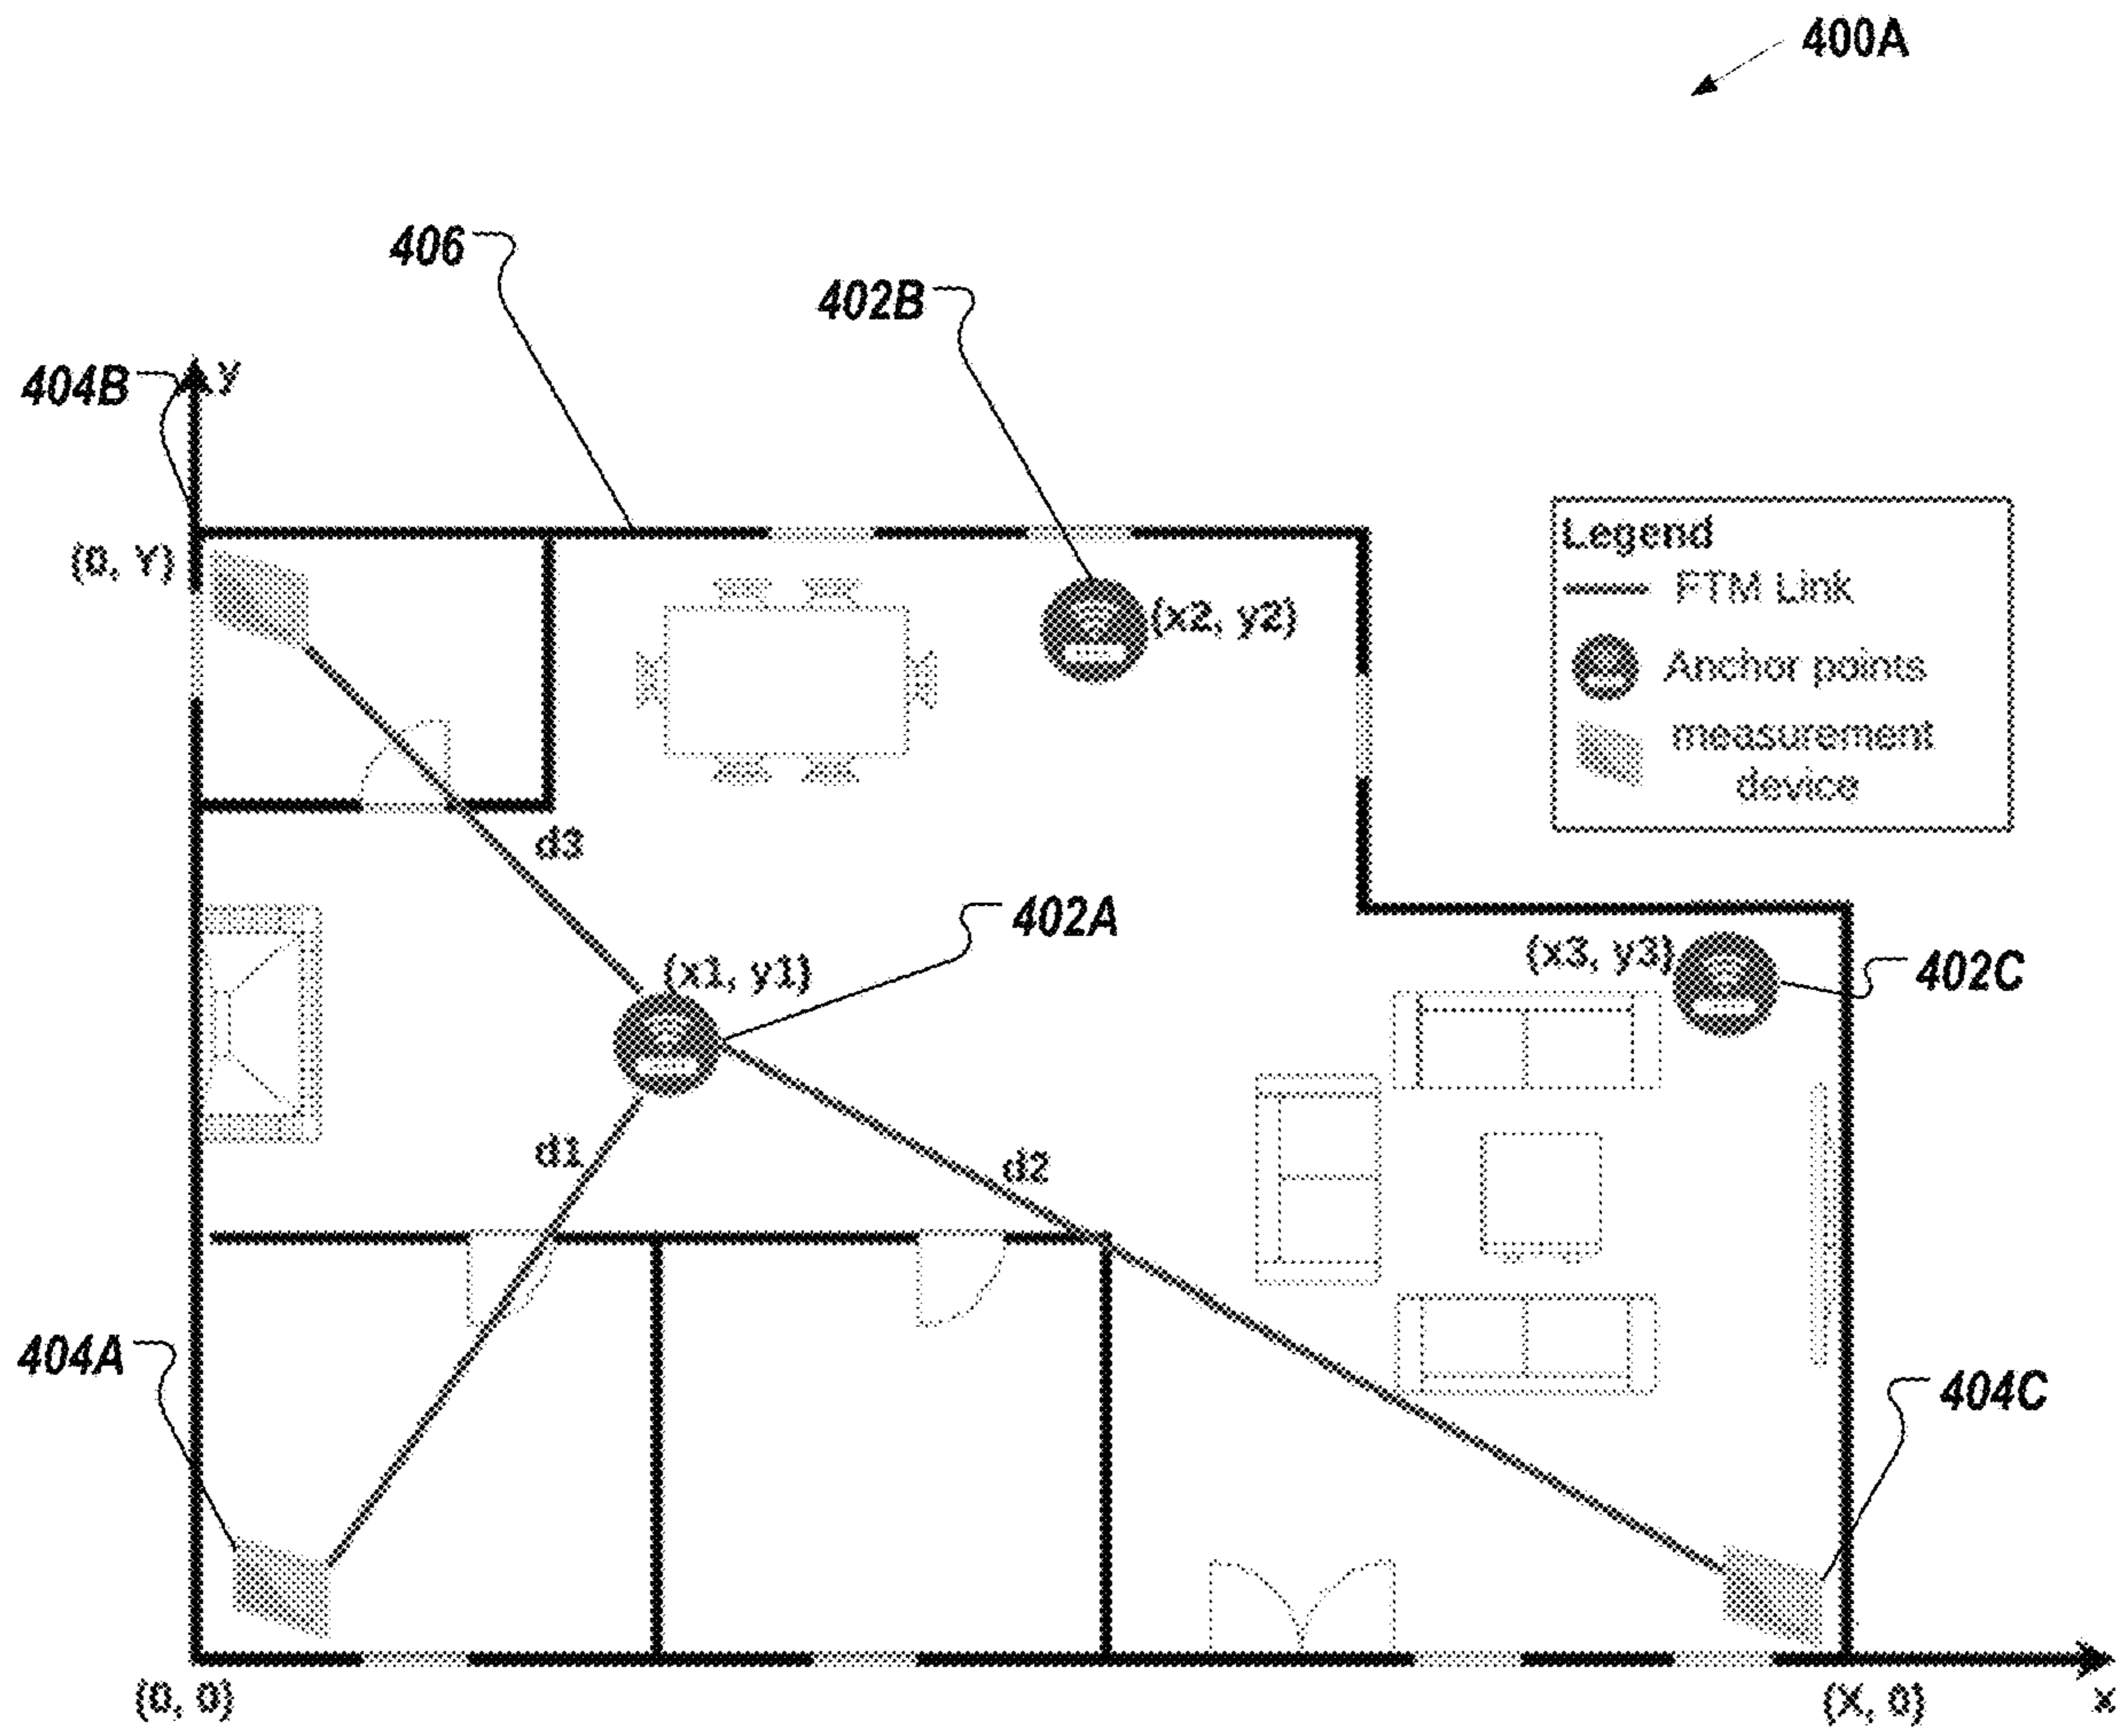 400A
406
402B
404B
y
(0, Y)
(x2, y2)
Legend
FTM Link
Anchor points
measurement
device
d3
402A
(x1, y1)
(x3, y3)
402C
d1
d2
404A
404C
(0, 0)
(X, 0)
x